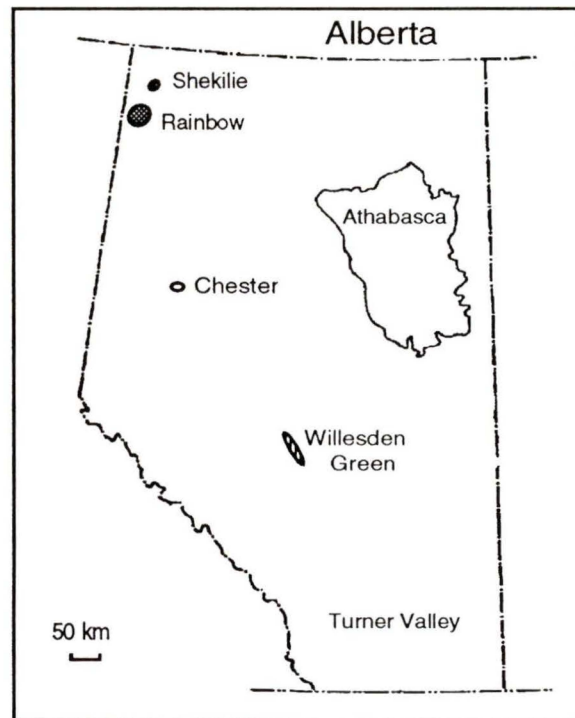 Alberta
Shekilie
Rainbow
Athabasca
Chester
Willesden
Green
Turner Valley
50 km